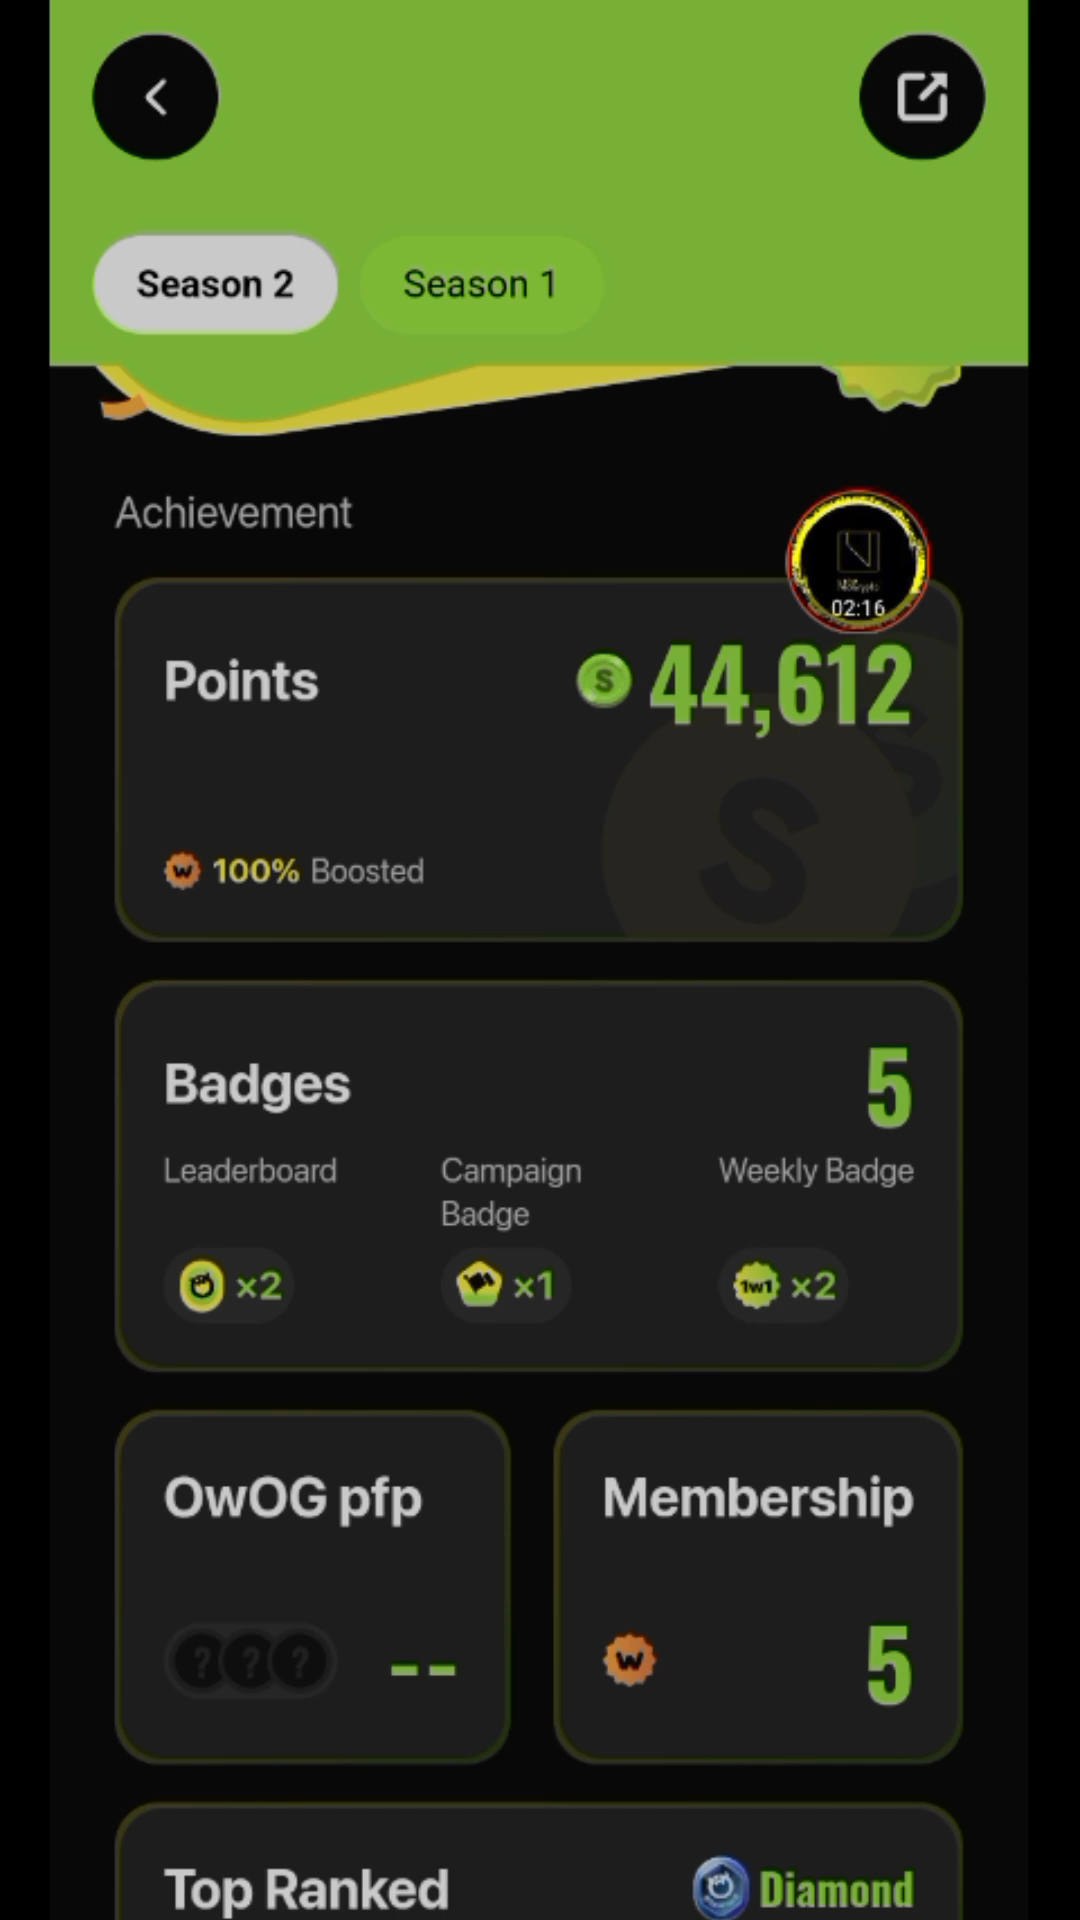 Season 2 Season 1
Achievement
02:16
Points 44,612
100% Boosted
Badges 5
Leaderboard Campaign Badge Weekly Badge
×2 ×1 1w1 ×2
OwOG pfp Membership
? ? ? -- W 5
Top Ranked Diamond